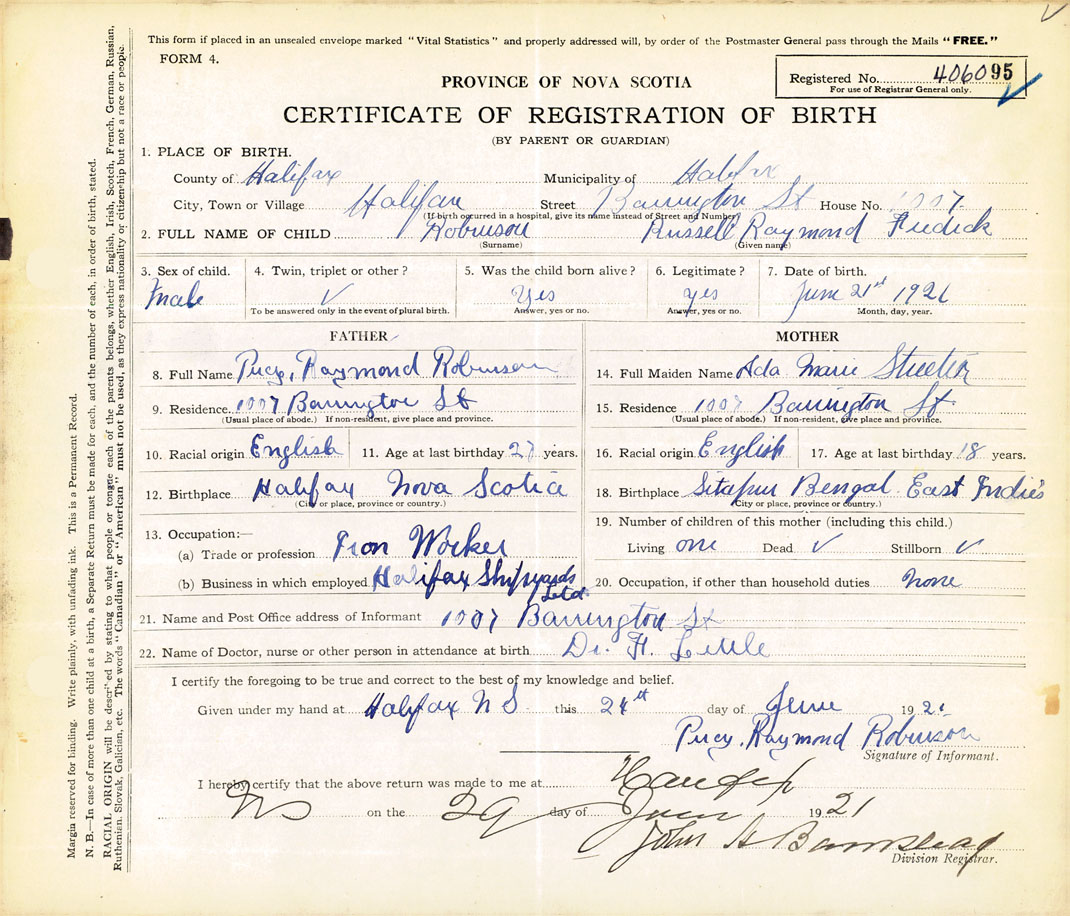 This form if placed in an unsealed envelope marked "Vital Statistics" and properly addressed will, by order of the Postmaster General pass through the Mails "FREE."
FORM 4.
PROVINCE OF NOVA SCOTIA
Registered No. 406095
For use of Registrar General only.
CERTIFICATE OF REGISTRATION OF BIRTH
(BY PARENT OR GUARDIAN)
1. PLACE OF BIRTH.
County of Halifax Municipality of Halifax
City, Town or Village Halifax Street Barrington St House No. 1007
(If birth occurred in a hospital, give its name instead of Street and Number)
2. FULL NAME OF CHILD Robinson Russell Raymond
(Surname) (Given name)
3. Sex of child. 4. Twin, triplet or other? 5. Was the child born alive? 6. Legitimate? 7. Date of birth.
Male √ Yes yes June 21st 1921
To be answered only in the event of plural birth. Answer, yes or no. Answer, yes or no. Month, day, year.
FATHER MOTHER
8. Full Name Percy, Raymond Robinson 14. Full Maiden Name Ada Marie
9. Residence 1007 Barrington St 15. Residence 1007 Barrington St
(Usual place of abode.) If non-resident, give place and province. (Usual place of abode.) If non-resident, give place and province.
10. Racial origin English 11. Age at last birthday 27 years. 16. Racial origin English 17. Age at last birthday 18 years.
12. Birthplace Halifax Nova Scotia 18. Birthplace Sitapur Bengal East Indies
(City or place, province or country.) (City or place, province or country.)
13. Occupation:— 19. Number of children of this mother (including this child.)
(a) Trade or profession Iron Worker Living one Dead √ Stillborn √
(b) Business in which employed Halifax Shipyards Ltd 20. Occupation, if other than household duties none
21. Name and Post Office address of Informant 1007 Barrington St
22. Name of Doctor, nurse or other person in attendance at birth Dr. H. Little
I certify the foregoing to be true and correct to the best of my knowledge and belief.
Given under my hand at Halifax N S this day of June 1921
Percy, Raymond Robinson
Signature of Informant.
I hereby certify that the above return was made to me at Halifax
NS on the 29 day of June 1921
John A Barnstead
Division Registrar.
Margin reserved for binding. Write plainly, with unfading ink. This is a Permanent Record.
N. B.—In case of more than one child at a birth, a Separate Return must be made for each, and the number of each, in order of birth, stated.
RACIAL ORIGIN will be described by stating to what people or tongue each of the parents belongs, whether English, Irish, Scotch, French, German, Russian,
Ruthenian, Slovak, Galician, etc. The words "Canadian" or "American" must not be used, as they express nationality or citizenship but not a race or people.